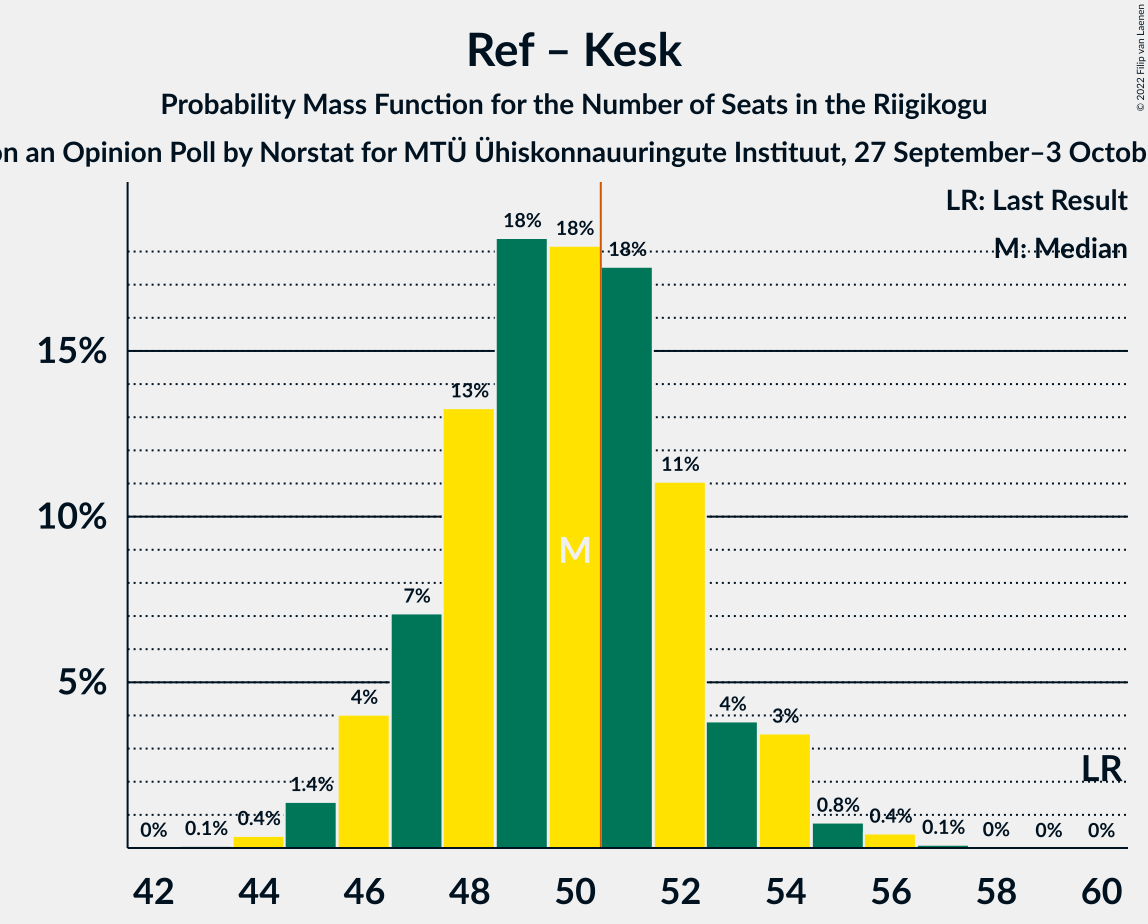 © 2022 Filip van Laenen
Ref – Kesk
Probability Mass Function for the Number of Seats in the Riigikogu
on an Opinion Poll by Norstat for MTÜ Ühiskonnauuringute Instituut, 27 September–3 Octob
LR: Last Result
M: Median
18% 18% 18%
15%
13%
11%
10%
M
7%
5%
4% 4% 3%
LR
0% 0.1% 0.4% 1.4% 0.8% 0.4% 0.1% 0% 0% 0%
42 44 46 48 50 52 54 56 58 60